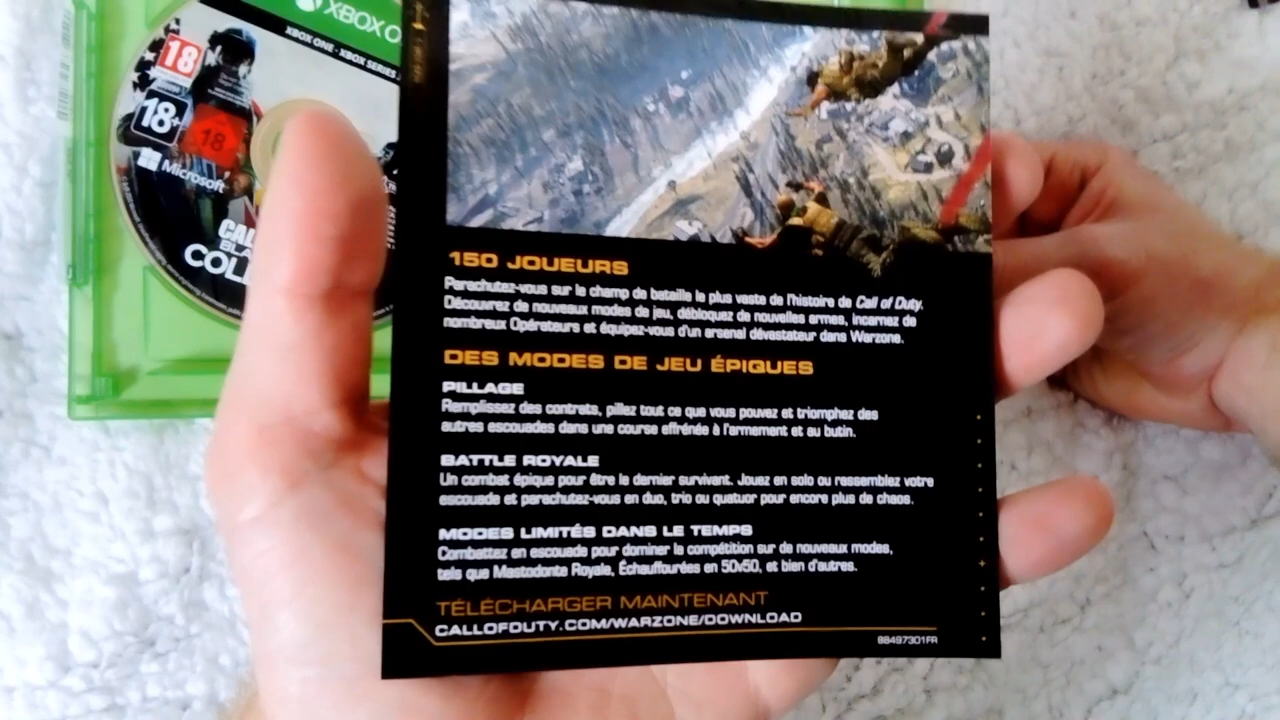 XBOX O
XBOX ONE · XBOX SERIES
18
18+
18
Microsoft
CAL
COL
150 JOUEURS
Parachutez-vous sur le champ de bataille le plus vaste de l'histoire de Call of Duty.
Découvrez de nouveaux modes de jeu, débloquez de nouvelles armes, incarnez de
nombreux Opérateurs et équipez-vous d'un arsenal dévastateur dans Warzone.
DES MODES DE JEU ÉPIQUES
PILLAGE
Remplissez des contrats, pillez tout ce que vous pouvez et triomphez des
autres escouades dans une course effrénée à l'armement et au butin.
BATTLE ROYALE
Un combat épique pour être le dernier survivant. Jouez en solo ou rassemblez votre
escouade et parachutez-vous en duo, trio ou quatuor pour encore plus de chaos.
MODES LIMITÉS DANS LE TEMPS
Combattez en escouade pour dominer la compétition sur de nouveaux modes,
tels que Mastodonte Royale, Échauffourées en 50v50, et bien d'autres.
TÉLÉCHARGER MAINTENANT
CALLOFDUTY.COM/WARZONE/DOWNLOAD
88497301FR